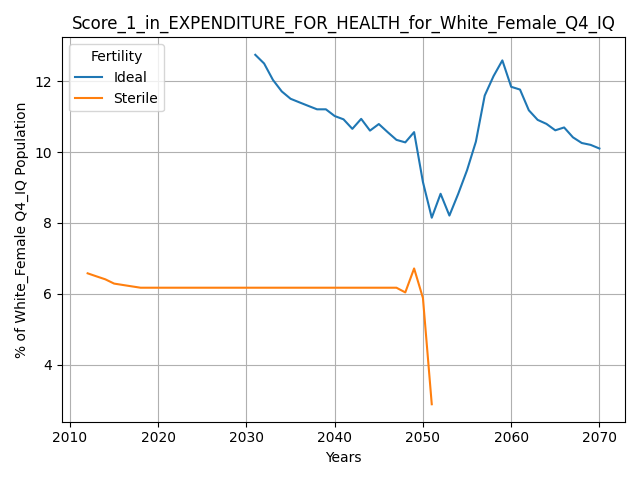 Score_1_in_EXPENDITURE_FOR_HEALTH_for_White_Female_Q4_IQ
Fertility
Ideal
Sterile
% of White_Female Q4_IQ Population
12
10
8
6
4
2010 2020 2030 2040 2050 2060 2070
Years